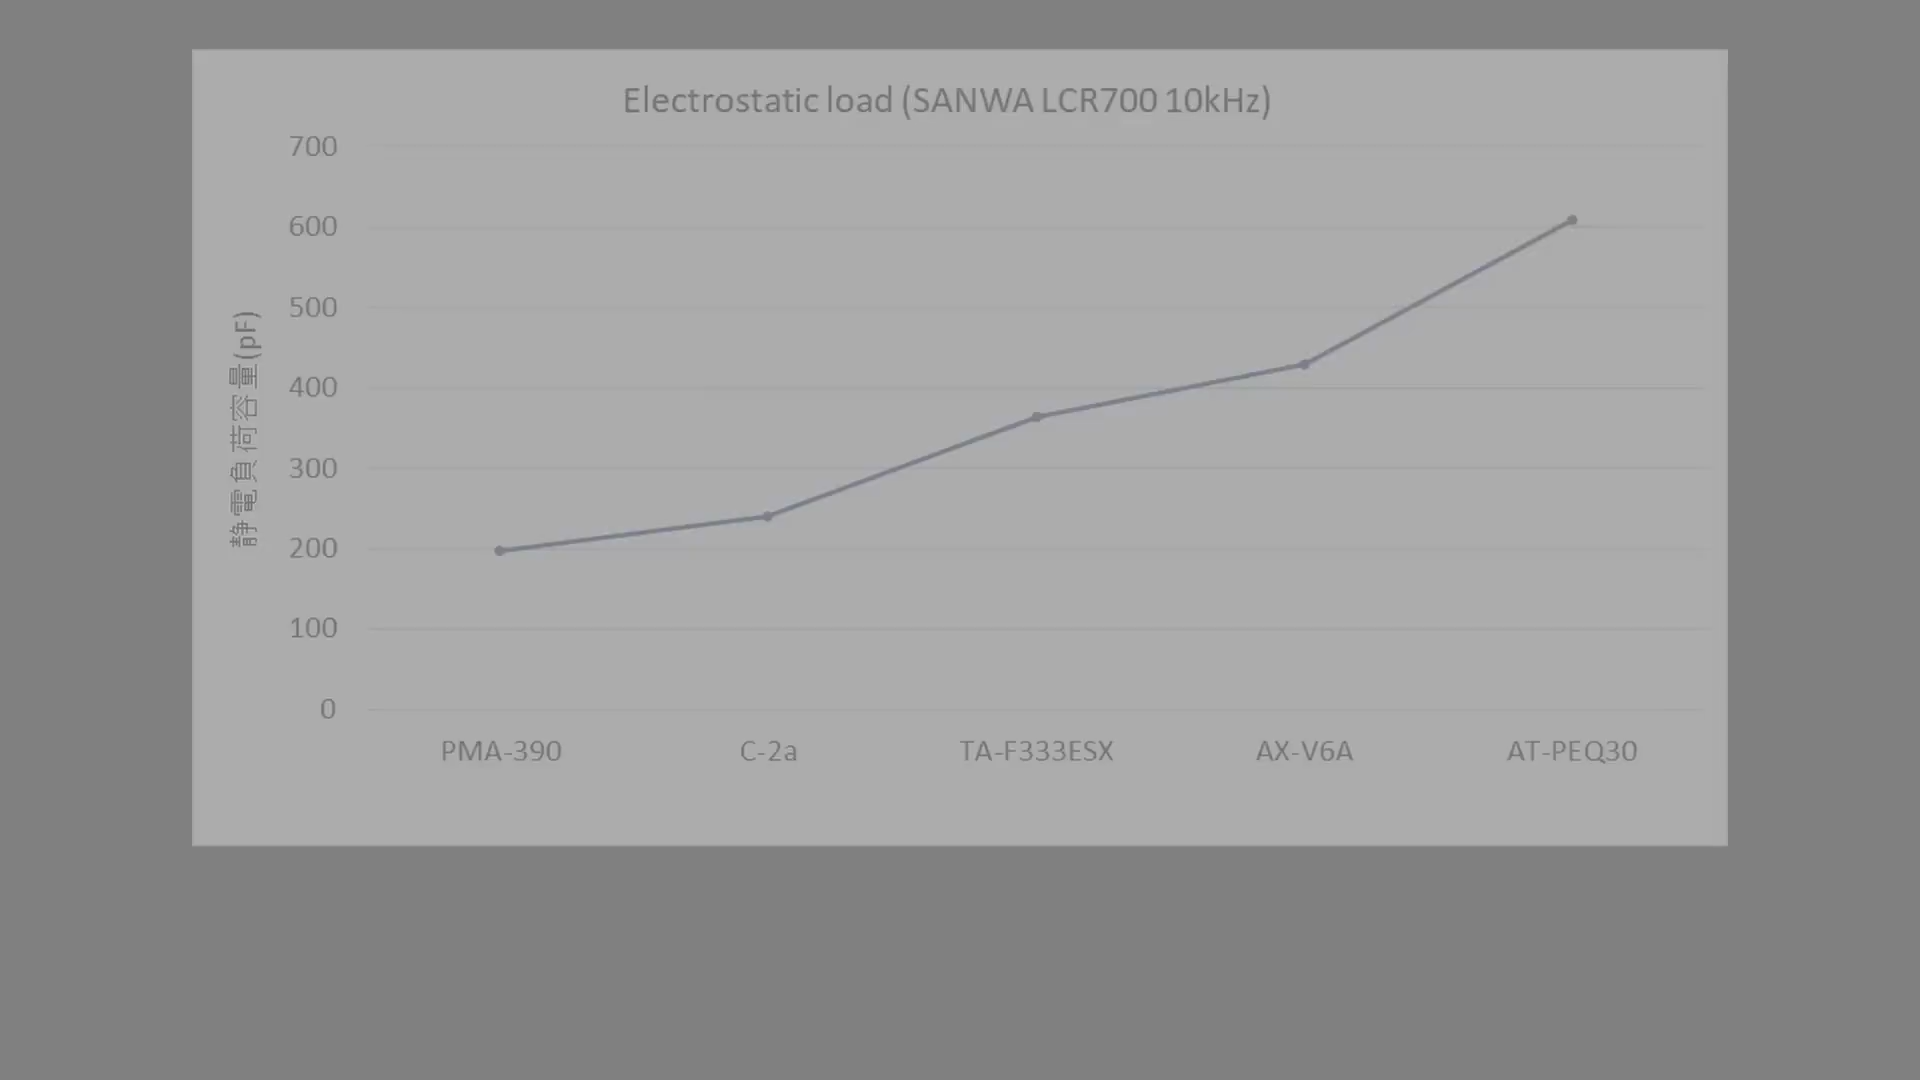 Electrostatic load (SANWA LCR700 10kHz)
静電負荷容量(pF)
700
600
500
400
300
200
100
0
PMA-390 C-2a TA-F333ESX AX-V6A AT-PEQ30